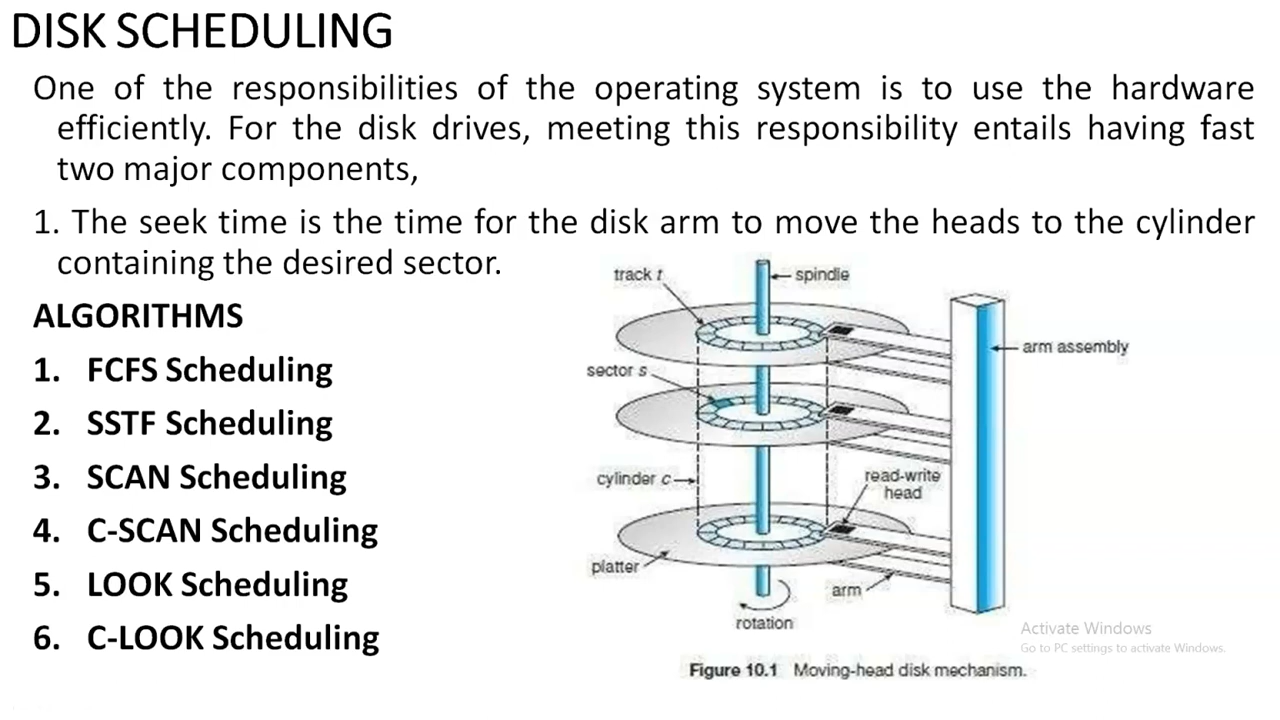 DISK SCHEDULING
One of the responsibilities of the operating system is to use the hardware
efficiently. For the disk drives, meeting this responsibility entails having fast
two major components,
1. The seek time is the time for the disk arm to move the heads to the cylinder
containing the desired sector.
ALGORITHMS
1. FCFS Scheduling
2. SSTF Scheduling
3. SCAN Scheduling
4. C-SCAN Scheduling
5. LOOK Scheduling
6. C-LOOK Scheduling
track t
spindle
arm assembly
sector s
cylinder c
read-write
head
platter
arm
rotation
Figure 10.1 Moving-head disk mechanism.
Activate Windows
Go to PC settings to activate Windows.